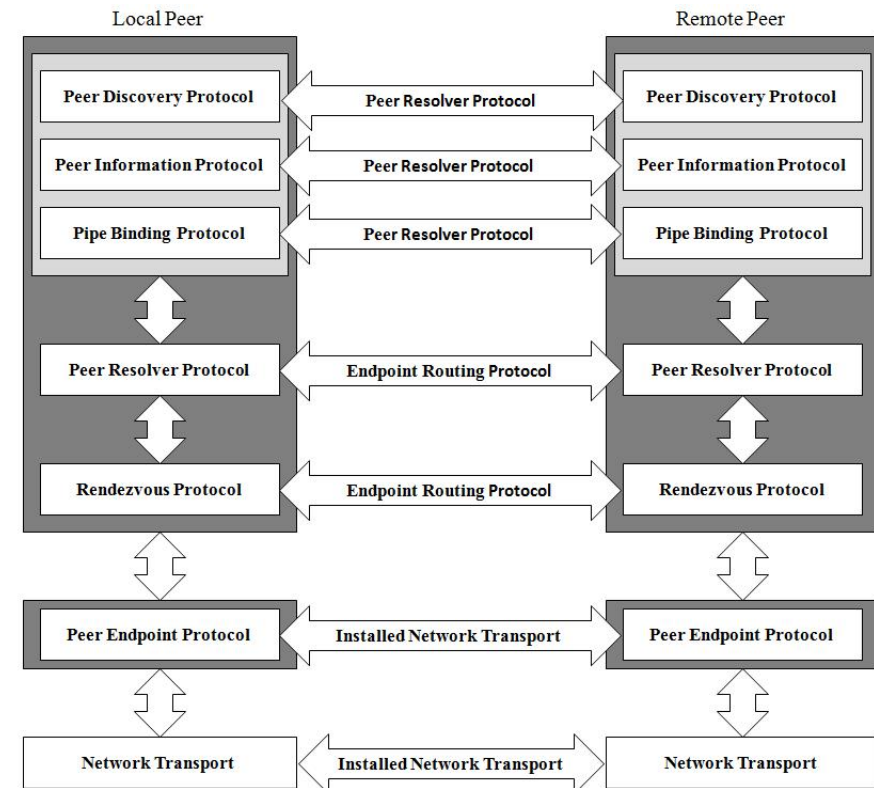 Local Peer
Remote Peer
Peer Discovery Protocol
Peer Resolver Protocol
Peer Discovery Protocol
Peer Information Protocol
Peer Resolver Protocol
Peer Information Protocol
Pipe Binding Protocol
Peer Resolver Protocol
Pipe Binding Protocol
Peer Resolver Protocol
Endpoint Routing Protocol
Peer Resolver Protocol
Rendezvous Protocol
Endpoint Routing Protocol
Rendezvous Protocol
Peer Endpoint Protocol
Installed Network Transport
Peer Endpoint Protocol
Network Transport
Installed Network Transport
Network Transport